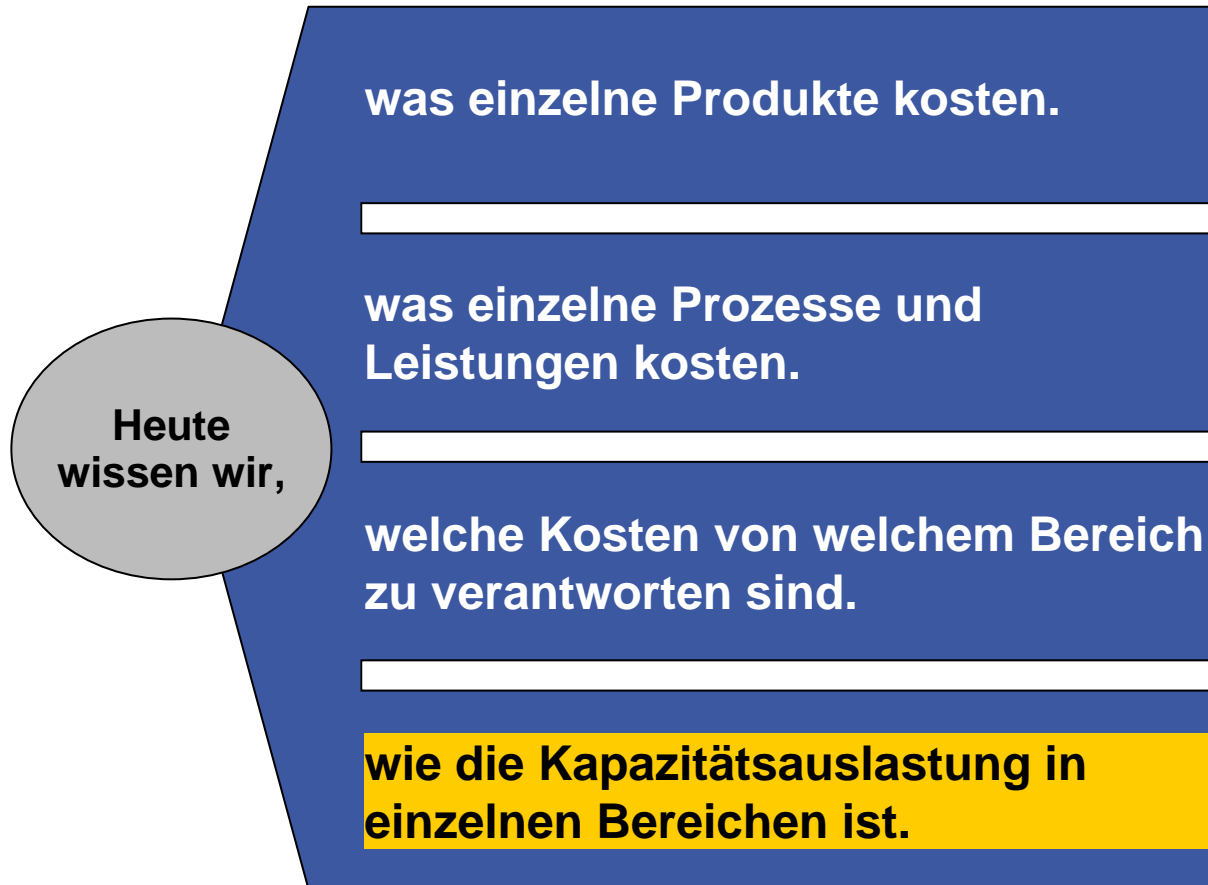 was einzelne Produkte kosten.
was einzelne Prozesse und
Leistungen kosten.
Heute
wissen wir,
welche Kosten von welchem Bereich
zu verantworten sind.
wie die Kapazitätsauslastung in
einzelnen Bereichen ist.